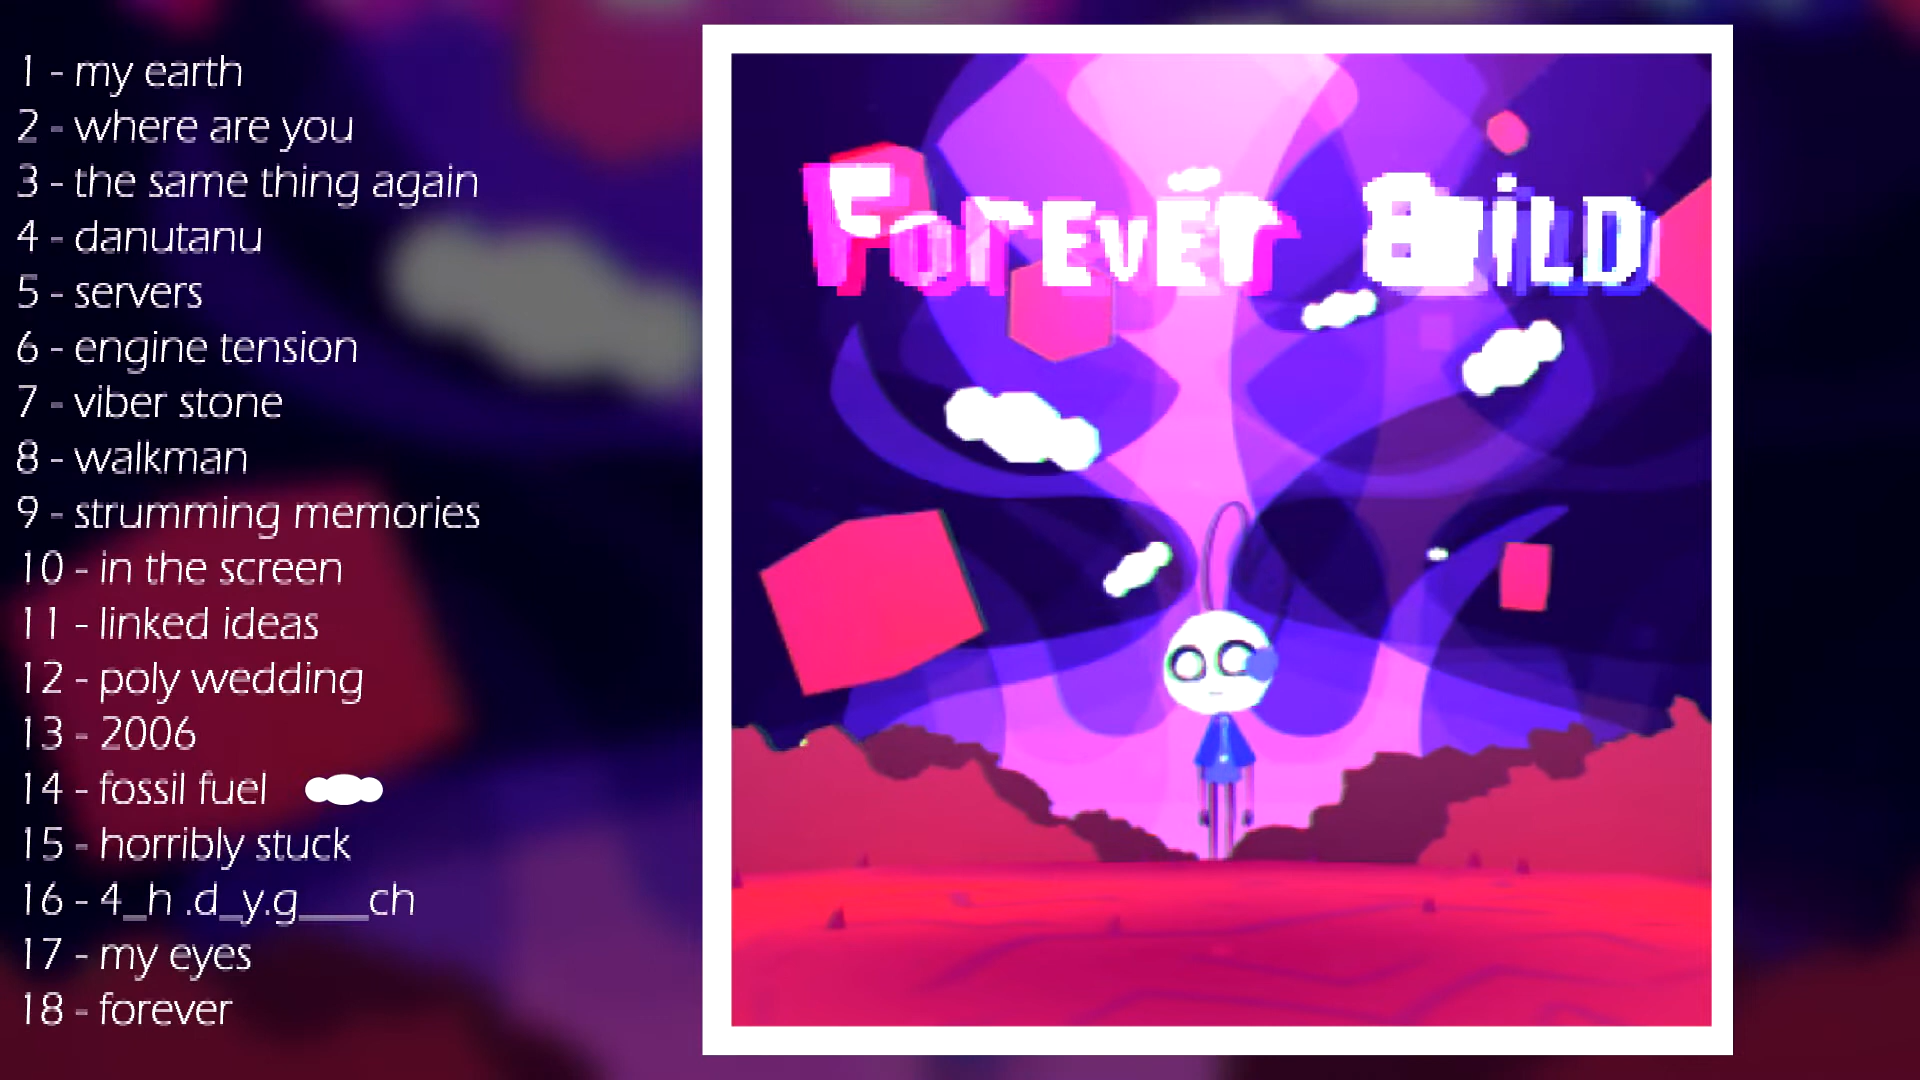 1 - my earth
2 - where are you
3 - the same thing again
4 - danutanu
5 - servers
6 - engine tension
7 - viber stone
8 - walkman
9 - strumming memories
10 - in the screen
11 - linked ideas
12 - poly wedding
13 - 2006
14 - fossil fuel
15 - horribly stuck
16 - 4_h .d_y.g___ch
17 - my eyes
18 - forever
Forever